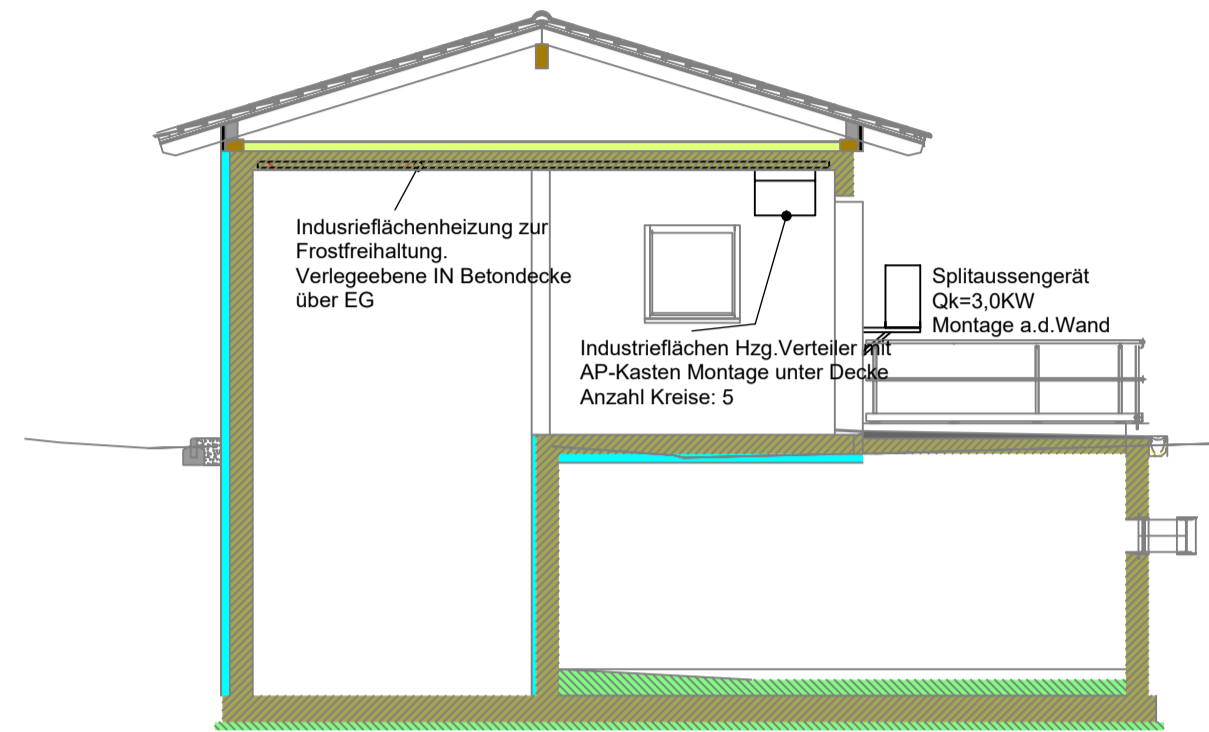 Indusrieflächenheizung zur
Frostfreihaltung.
Verlegeebene IN Betondecke
über EG
Splitaussengerät
Qk=3,0KW
Montage a.d.Wand
Industrieflächen Hzg.Verteiler mit
AP-Kasten Montage unter Decke
Anzahl Kreise: 5